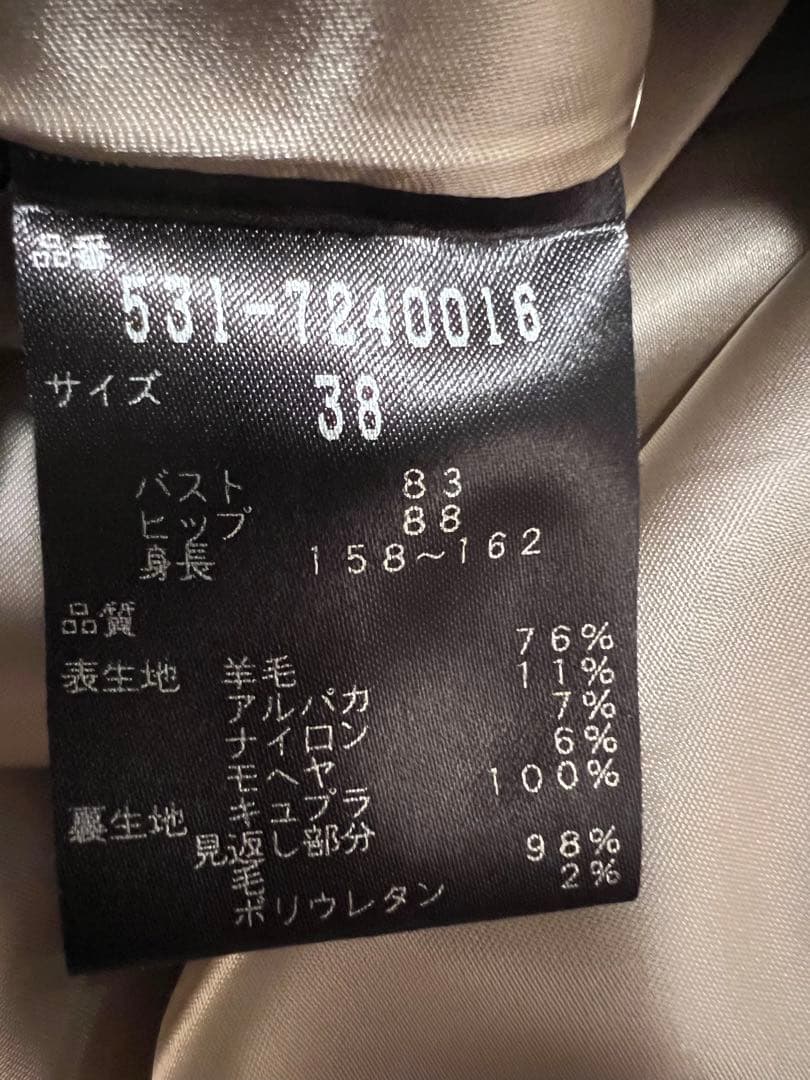 品番
531-7240016
サイズ 38
バスト 83
ヒップ 88
身長 158~162
品質
表生地 羊毛 76%
アルパカ 11%
ナイロン 7%
モヘヤ 6%
裏生地 キュプラ 100%
見返し部分
毛 98%
ポリウレタン 2%